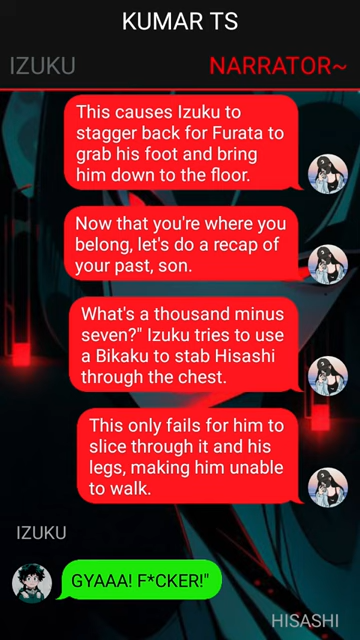 KUMAR TS
IZUKU
NARRATOR~
This causes Izuku to
stagger back for Furata to
grab his foot and bring
him down to the floor.
Now that you're where you
belong, let's do a recap of
your past, son.
What's a thousand minus
seven?" Izuku tries to use
a Bikaku to stab Hisashi
through the chest.
This only fails for him to
slice through it and his
legs, making him unable
to walk.
IZUKU
GYAAA! F*CKER!"
HISASHI